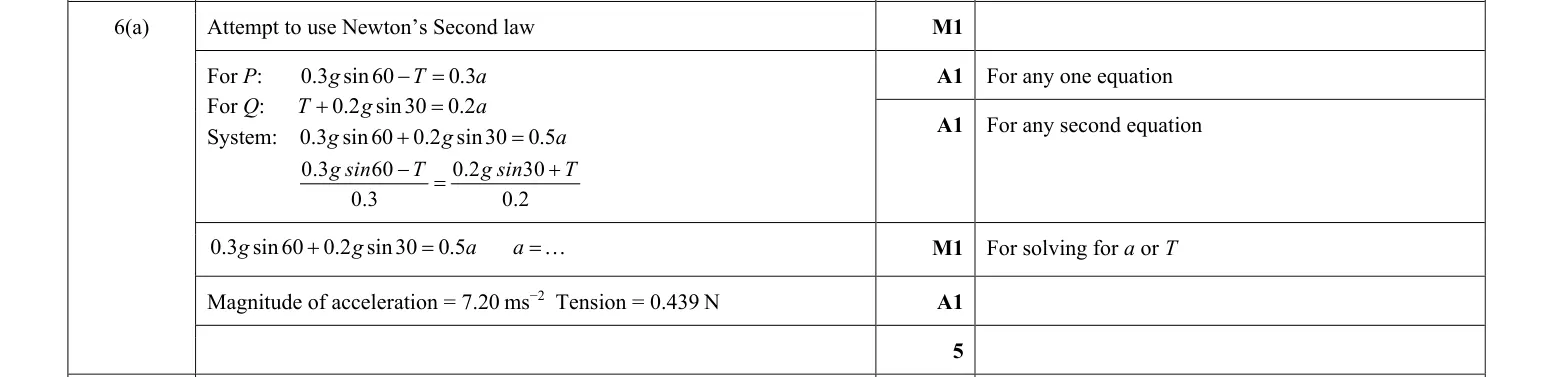 6(a) Attempt to use Newton’s Second law M1
For P: 0.3g sin 60 − T = 0.3a A1 For any one equation
For Q: T + 0.2g sin 30 = 0.2a
System: 0.3g sin 60 + 0.2g sin 30 = 0.5a A1 For any second equation
(0.3g sin60 − T)/0.3 = (0.2g sin30 + T)/0.2
0.3g sin 60 + 0.2g sin 30 = 0.5a a = … M1 For solving for a or T
Magnitude of acceleration = 7.20 ms⁻² Tension = 0.439 N A1
5